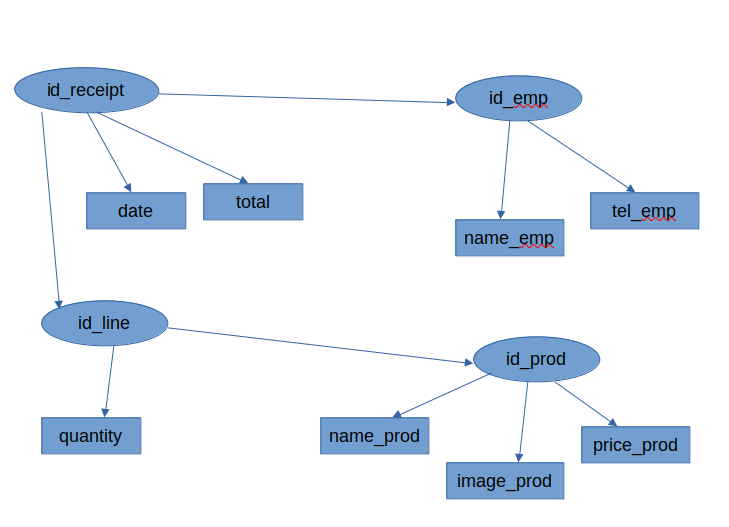 id_receipt
id_emp
date
total
name_emp
tel_emp
id_line
id_prod
quantity
name_prod
image_prod
price_prod